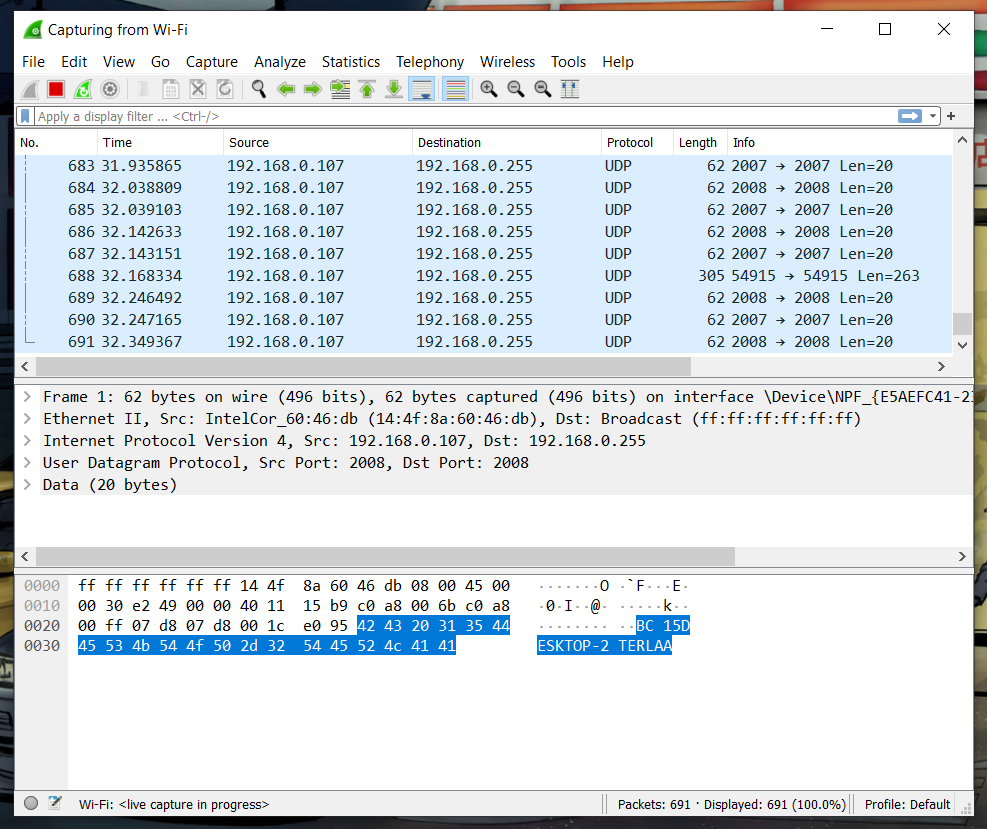 Capturing from Wi-Fi
File Edit View Go Capture Analyze Statistics Telephony Wireless Tools Help
Apply a display filter ... <Ctrl-/>
No. Time Source Destination Protocol Length Info
683 31.935865 192.168.0.107 192.168.0.255 UDP 62 2007 → 2007 Len=20
684 32.038809 192.168.0.107 192.168.0.255 UDP 62 2008 → 2008 Len=20
685 32.039103 192.168.0.107 192.168.0.255 UDP 62 2007 → 2007 Len=20
686 32.142633 192.168.0.107 192.168.0.255 UDP 62 2008 → 2008 Len=20
687 32.143151 192.168.0.107 192.168.0.255 UDP 62 2007 → 2007 Len=20
688 32.168334 192.168.0.107 192.168.0.255 UDP 305 54915 → 54915 Len=263
689 32.246492 192.168.0.107 192.168.0.255 UDP 62 2008 → 2008 Len=20
690 32.247165 192.168.0.107 192.168.0.255 UDP 62 2007 → 2007 Len=20
691 32.349367 192.168.0.107 192.168.0.255 UDP 62 2008 → 2008 Len=20
Frame 1: 62 bytes on wire (496 bits), 62 bytes captured (496 bits) on interface \Device\NPF_{E5AEFC41-2
Ethernet II, Src: IntelCor_60:46:db (14:4f:8a:60:46:db), Dst: Broadcast (ff:ff:ff:ff:ff:ff)
Internet Protocol Version 4, Src: 192.168.0.107, Dst: 192.168.0.255
User Datagram Protocol, Src Port: 2008, Dst Port: 2008
Data (20 bytes)
0000 ff ff ff ff ff ff 14 4f 8a 60 46 db 08 00 45 00 ·······O ·`F···E·
0010 00 30 e2 49 00 00 40 11 15 b9 c0 a8 00 6b c0 a8 ·0·I··@· ·····k··
0020 00 ff 07 d8 07 d8 00 1c e0 95 42 43 20 31 35 44 ········ ··BC 15D
0030 45 53 4b 54 4f 50 2d 32 54 45 52 4c 41 41 ESKTOP-2 TERLAA
Wi-Fi: <live capture in progress> Packets: 691 · Displayed: 691 (100.0%) Profile: Default